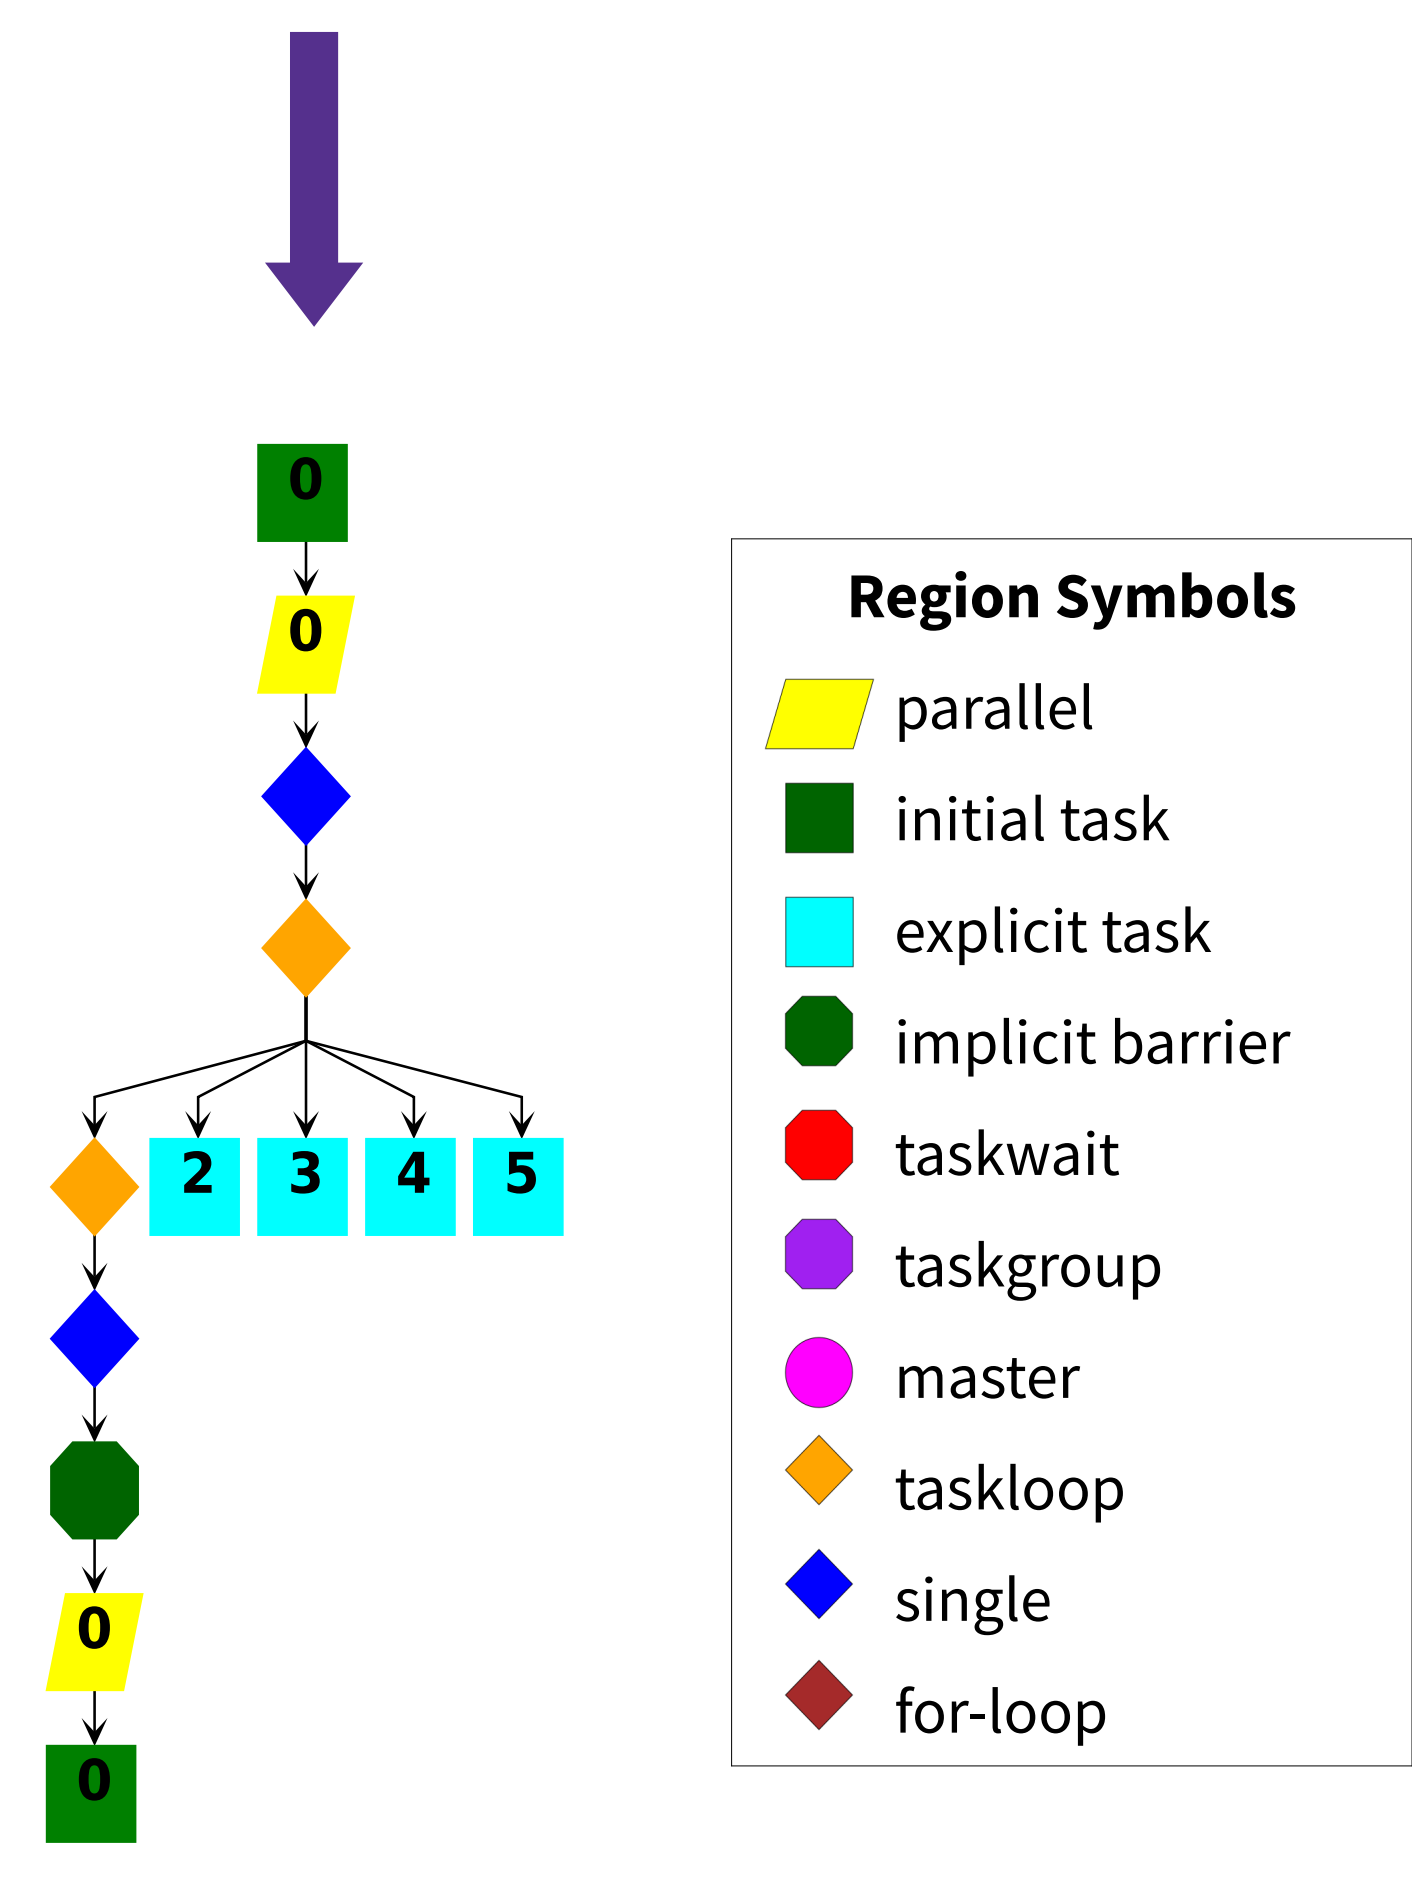 0
0
2
3
4
5
0
0
Region Symbols
parallel
initial task
explicit task
implicit barrier
taskwait
taskgroup
master
taskloop
single
for-loop